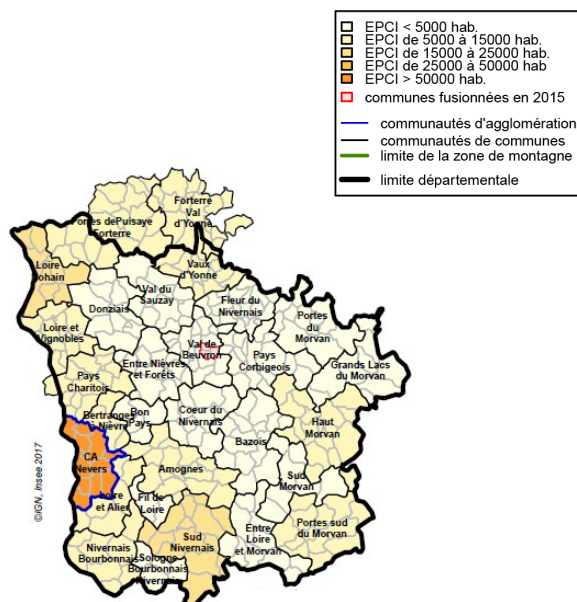 EPCI < 5000 hab.
EPCI de 5000 à 15000 hab.
EPCI de 15000 à 25000 hab.
EPCI de 25000 à 50000 hab
EPCI > 50000 hab.
communes fusionnées en 2015
communautés d'agglomération
communautés de communes
limite de la zone de montagne
limite départementale
Forterre
Val
d'Yonne
Portes dePuisaye
Forterre
Loire
Nohain
Vaux
d'Yonne
Val du
Sauzay
Donziais
Fleur du
Nivernais
Portes
du
Morvan
Loire et
Vignobles
Val de
Beuvron
Pays
Corbigeois
Grands Lacs
du Morvan
Entre Nièvres
et Forêts
Pays
Charitois
Bertranges
à Nièvre
Bon
Pays
Coeur du
Nivernais
Haut
Morvan
Bazois
CA
Nevers
Amognes
Sud
Morvan
Loire
et Alier
Fil de
Loire
Portes sud
du Morvan
Sud
Nivernais
Entre
Loire
et Morvan
Nivernais
Bourbonnais
Sologne
Bourbonnais
Nivernais
©IGN, Insee 2017